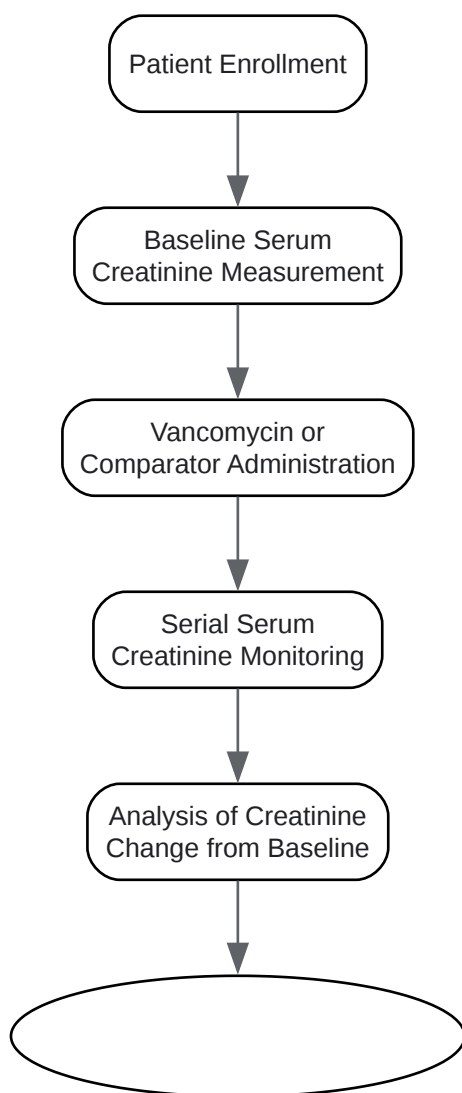 Patient Enrollment
Baseline Serum
Creatinine Measurement
Vancomycin or
Comparator Administration
Serial Serum
Creatinine Monitoring
Analysis of Creatinine
Change from Baseline